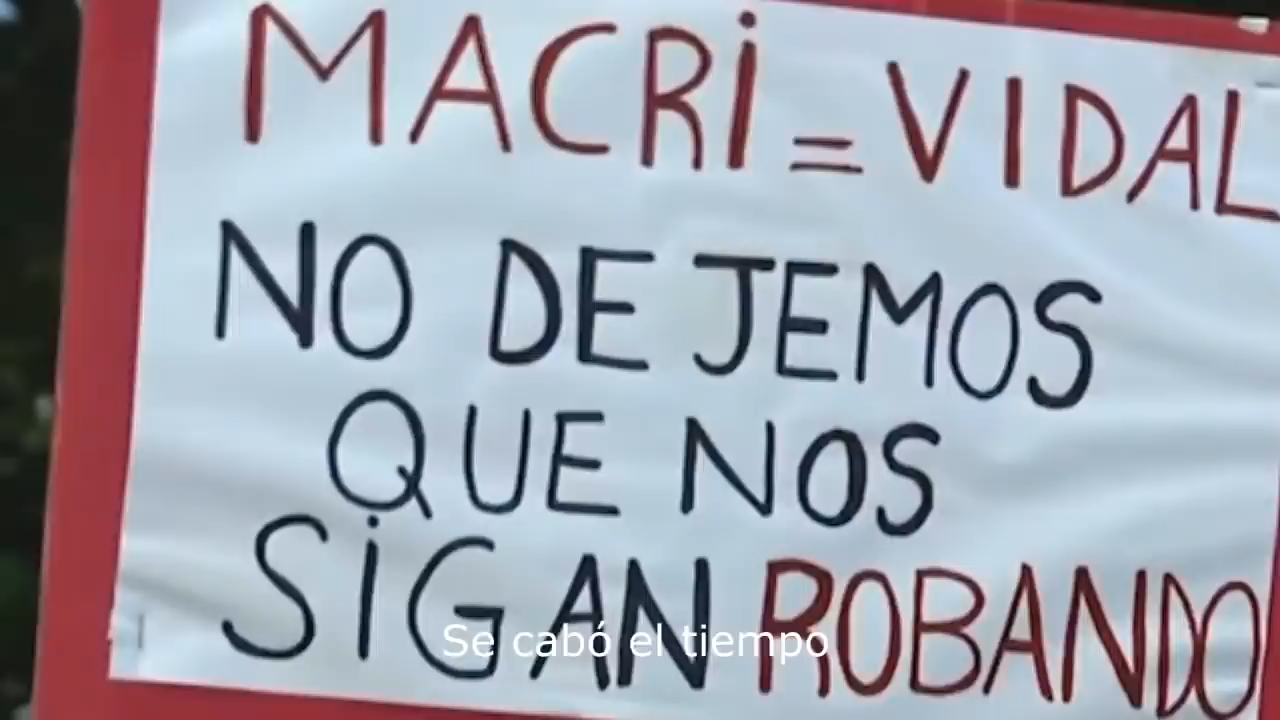 MACRi = VIDAL
NO DEJEMOS
QUE NOS
SiGAN ROBANDO
Se cabó el tiempo